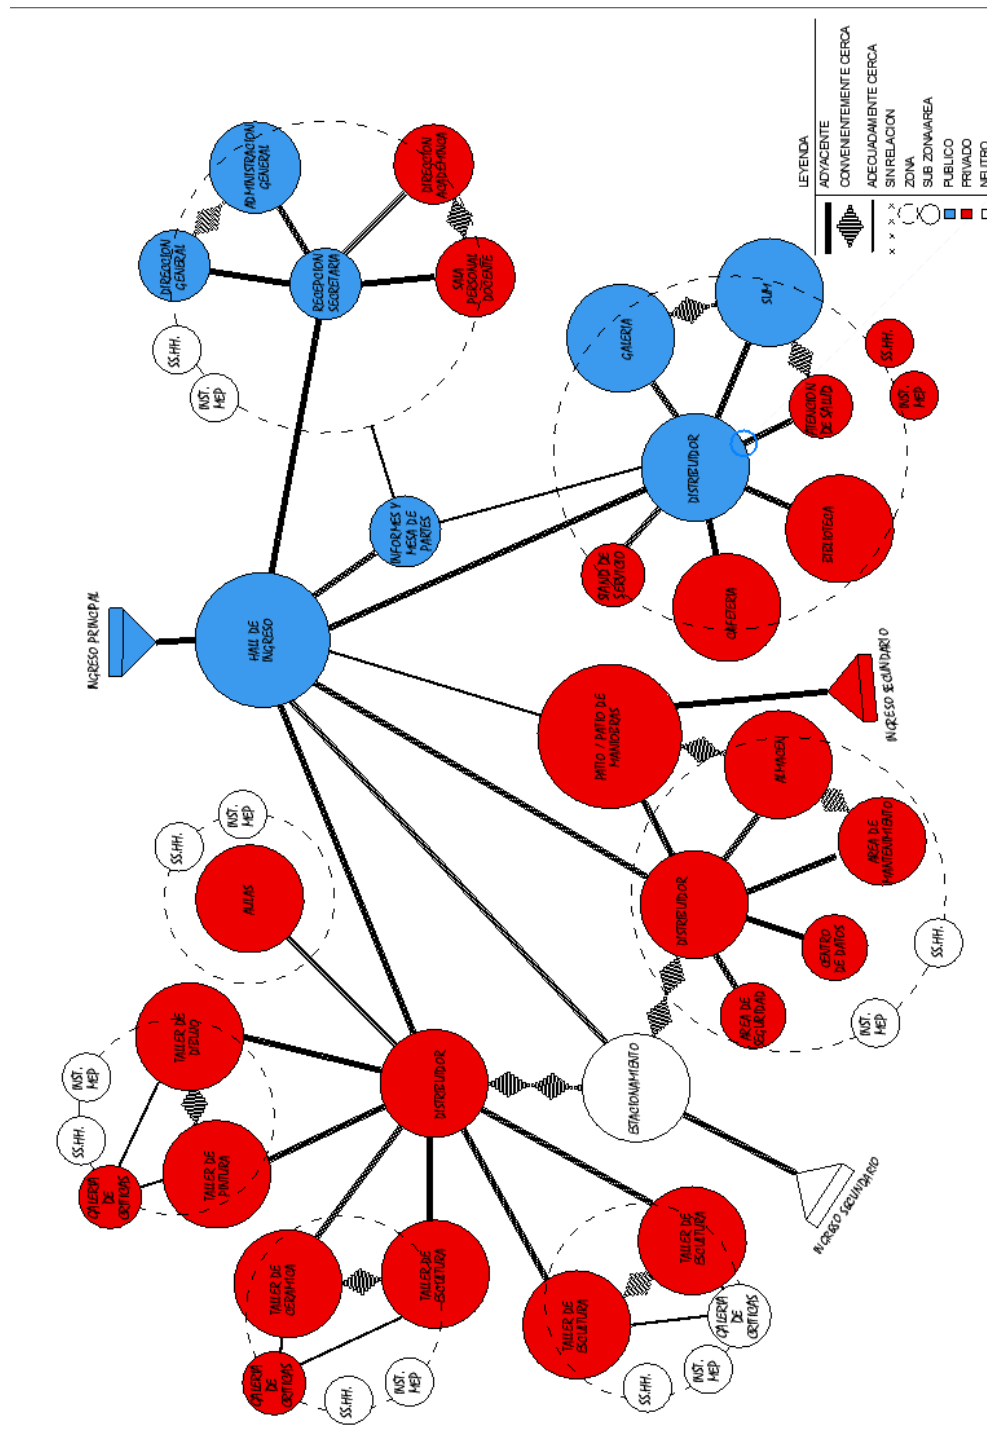 INGRESO PRINCIPAL
HALL DE
INGRESO
DIRECCION
GENERAL
ADMINISTRACION
GENERAL
RECEPCION
SECRETARIA
DIRECCION
ACADEMINCA
SALA
PERSONAL
DOCENTE
SS.HH.
INST.
MEP
INFORMES Y
MESA DE
PARTES
GALERIA
SUM
DISTRIBUIDOR
ATENCION
DE SALUD
SS.HH.
INST.
MEP
BIBLIOTECA
CAFETERIA
STAND DE
SERVICIO
PATIO / PATIO DE
MANIOBRAS
INGRESO SECUNDARIO
ALMACEN
AREA DE
MANTENIMIENTO
DISTRIBUIDOR
CENTRO
DE DATOS
AREA DE
SEGURIDAD
SS.HH.
INST.
MEP
AULAS
SS.HH.
INST.
MEP
TALLER DE
DIBUJO
TALLER DE
PINTURA
GALERIA
DE
CRITICAS
SS.HH.
INST.
MEP
DISTRIBUIDOR
ESTACIONAMIENTO
INGRESO SECUNDARIO
TALLER DE
CERAMICA
TALLER DE
ESCULTURA
GALERIA
DE
CRITICAS
SS.HH.
INST.
MEP
TALLER DE
ESCULTURA
TALLER DE
ESCULTURA
GALERIA
DE
CRITICAS
SS.HH.
INST.
MEP
LEYENDA
ADYACENTE
CONVENIENTEMENTE CERCA
ADECUADAMENTE CERCA
SIN RELACION
ZONA
SUB ZONA/AREA
PUBLICO
PRIVADO
NEUTRO